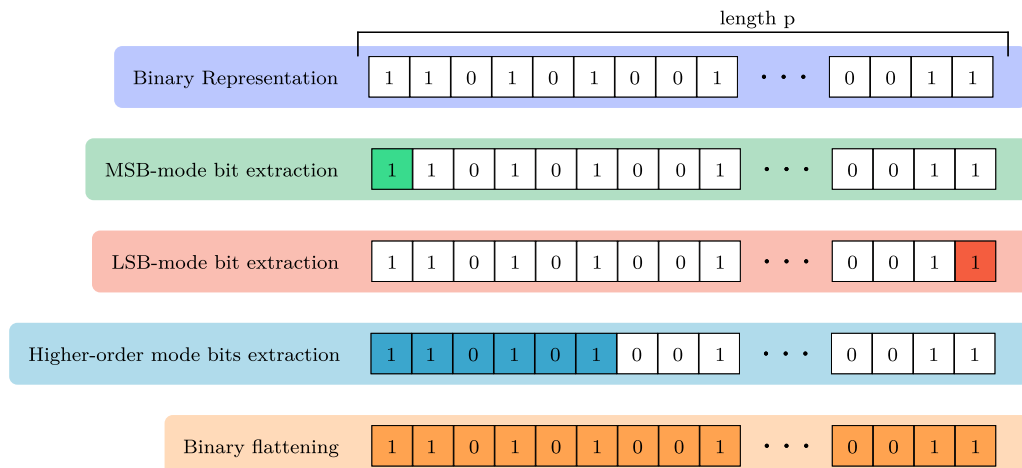 length p
Binary Representation 1 1 0 1 0 1 0 0 1 ··· 0 0 1 1
MSB-mode bit extraction 1 1 0 1 0 1 0 0 1 ··· 0 0 1 1
LSB-mode bit extraction 1 1 0 1 0 1 0 0 1 ··· 0 0 1 1
Higher-order mode bits extraction 1 1 0 1 0 1 0 0 1 ··· 0 0 1 1
Binary flattening 1 1 0 1 0 1 0 0 1 ··· 0 0 1 1